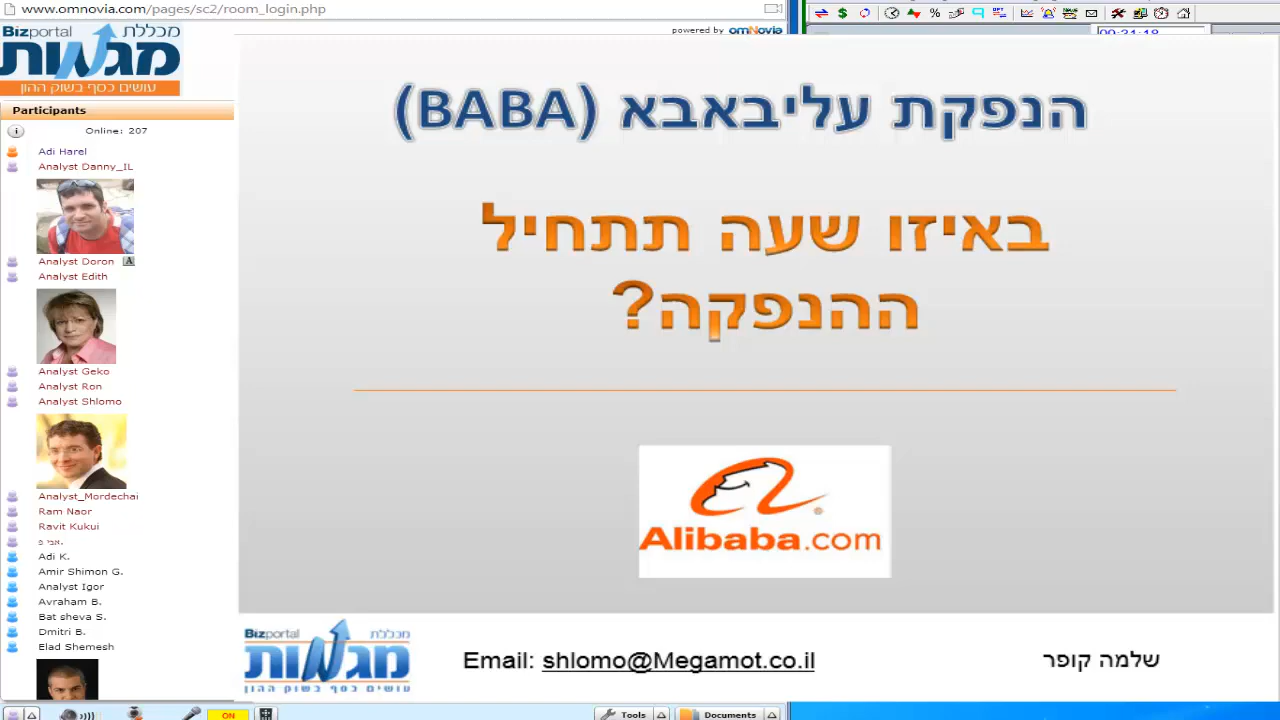 www.omnovia.com/pages/sc2/room_login.php
00:31:18
Bizportal מכללת
מגמות
עושים כסף בשוק ההון
powered by omNovia
Participants
Online: 207
Adi Harel
Analyst Danny_IL
Analyst Doron A
Analyst Edith
Analyst Geko
Analyst Ron
Analyst Shlomo
Analyst_Mordechai
Ram Naor
Ravit Kukui
אבי פ.
Adi K.
Amir Shimon G.
Analyst Igor
Avraham B.
Bat sheva S.
Dmitri B.
Elad Shemesh
הנפקת עליבאבא (BABA)
באיזו שעה תתחיל
ההנפקה?
Alibaba.com
Bizportal מכללת
מגמות
עושים כסף בשוק ההון
Email: shlomo@Megamot.co.il
שלמה קופר
ON
Tools
Documents